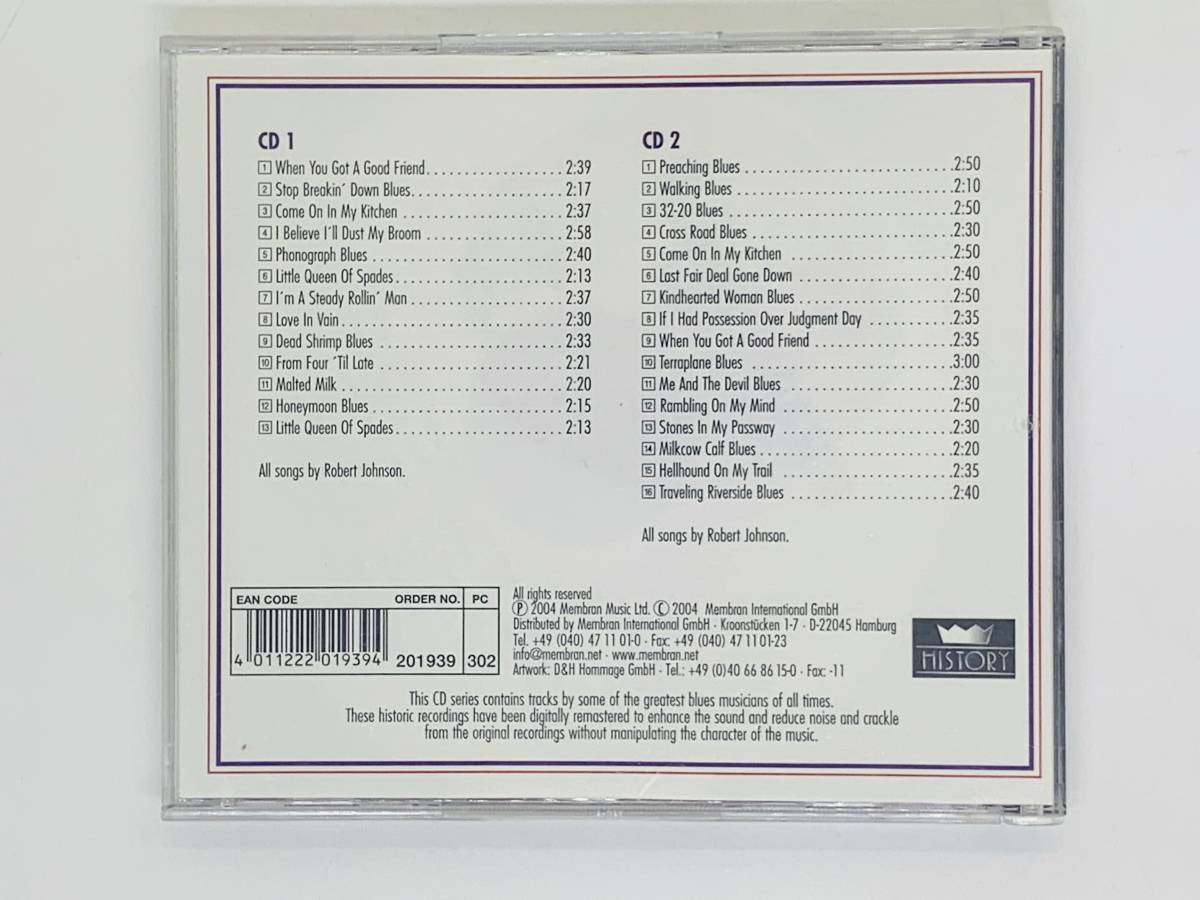 CD 1
1 When You Got A Good Friend.................. 2:39
2 Stop Breakin´ Down Blues.................... 2:17
3 Come On In My Kitchen ..................... 2:37
4 I Believe I´ll Dust My Broom .................. 2:58
5 Phonograph Blues ......................... 2:40
6 Little Queen Of Spades...................... 2:13
7 I´m A Steady Rollin´ Man .................... 2:37
8 Love In Vain............................. 2:30
9 Dead Shrimp Blues ........................ 2:33
10 From Four ´Til Late ........................ 2:21
11 Malted Milk ............................. 2:20
12 Honeymoon Blues ......................... 2:15
13 Little Queen Of Spades...................... 2:13
All songs by Robert Johnson.
CD 2
1 Preaching Blues ............................2:50
2 Walking Blues .............................2:10
3 32-20 Blues ..............................2:50
4 Cross Road Blues ...........................2:30
5 Come On In My Kitchen ......................2:50
6 Last Fair Deal Gone Down .....................2:40
7 Kindhearted Woman Blues .....................2:50
8 If I Had Possession Over Judgment Day ...........2:35
9 When You Got A Good Friend ...................2:35
10 Terraplane Blues ...........................3:00
11 Me And The Devil Blues ......................2:30
12 Rambling On My Mind ......................2:50
13 Stones In My Passway .......................2:30
14 Milkcow Calf Blues..........................2:20
15 Hellhound On My Trail .......................2:35
16 Traveling Riverside Blues ......................2:40
All songs by Robert Johnson.
EAN CODE ORDER NO. PC
4 011222 019394 201939 302
All rights reserved
Ⓟ 2004 Membran Music Ltd. © 2004 Membran International GmbH
Distributed by Membran International GmbH · Kroonstücken 1-7 · D-22045 Hamburg
Tel. +49 (040) 47 11 01-0 · Fax: +49 (040) 47 11 01-23
info@membran.net · www.membran.net
Artwork: D&H Hommage GmbH · Tel.: +49 (0)40 66 86 15-0 · Fax: -11
HISTORY
This CD series contains tracks by some of the greatest blues musicians of all times.
These historic recordings have been digitally remastered to enhance the sound and reduce noise and crackle
from the original recordings without manipulating the character of the music.